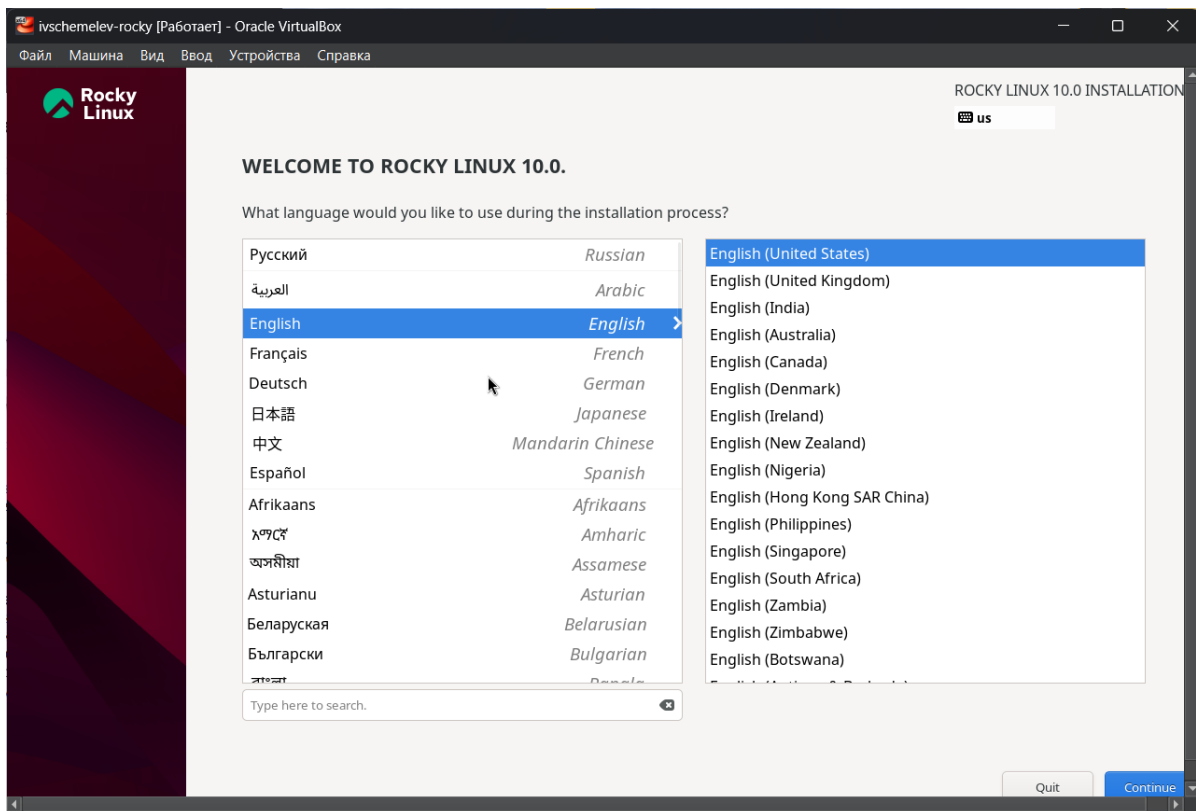 ivschemelev-rocky [Работает] - Oracle VirtualBox
Файл Машина Вид Ввод Устройства Справка
Rocky
Linux
ROCKY LINUX 10.0 INSTALLATION
us
WELCOME TO ROCKY LINUX 10.0.
What language would you like to use during the installation process?
Русский Russian
العربية Arabic
English English
Français French
Deutsch German
日本語 Japanese
中文 Mandarin Chinese
Español Spanish
Afrikaans Afrikaans
አማርኛ Amharic
অসমীয়া Assamese
Asturianu Asturian
Беларуская Belarusian
Български Bulgarian
বাংলা Bangla
English (United States)
English (United Kingdom)
English (India)
English (Australia)
English (Canada)
English (Denmark)
English (Ireland)
English (New Zealand)
English (Nigeria)
English (Hong Kong SAR China)
English (Philippines)
English (Singapore)
English (South Africa)
English (Zambia)
English (Zimbabwe)
English (Botswana)
English (Antigua & Barbuda)
Type here to search.
Quit Continue